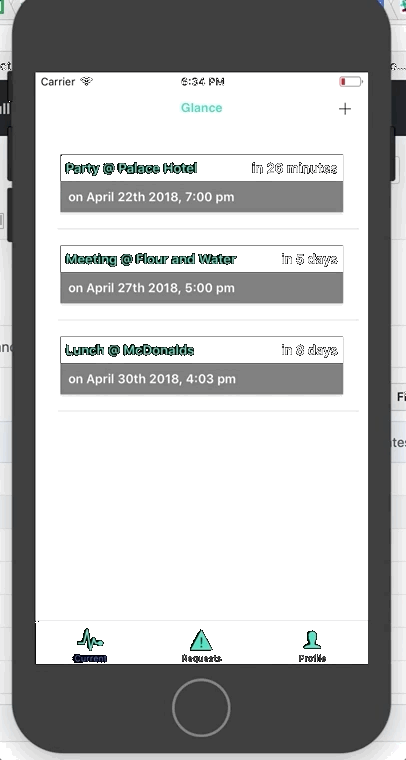 Carrier 6:34 PM
Glance +
Party @ Palace Hotel in 26 minutes
on April 22th 2018, 7:00 pm
Meeting @ Flour and Water in 5 days
on April 27th 2018, 5:00 pm
Lunch @ McDonalds in 8 days
on April 30th 2018, 4:03 pm
Current Requests Profile